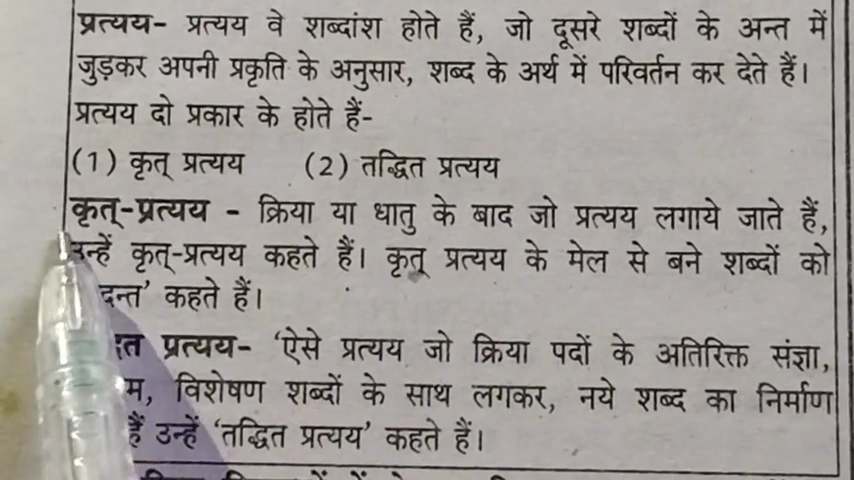 प्रत्यय- प्रत्यय वे शब्दांश होते हैं, जो दूसरे शब्दों के अन्त में
जुड़कर अपनी प्रकृति के अनुसार, शब्द के अर्थ में परिवर्तन कर देते हैं।
प्रत्यय दो प्रकार के होते हैं-
(1) कृत् प्रत्यय (2) तद्धित प्रत्यय
कृत्-प्रत्यय - क्रिया या धातु के बाद जो प्रत्यय लगाये जाते हैं,
उन्हें कृत्-प्रत्यय कहते हैं। कृत् प्रत्यय के मेल से बने शब्दों को
दन्त' कहते हैं।
प्रत्यय- 'ऐसे प्रत्यय जो क्रिया पदों के अतिरिक्त संज्ञा,
विशेषण शब्दों के साथ लगकर, नये शब्द का निर्माण
हैं उन्हें 'तद्धित प्रत्यय' कहते हैं।